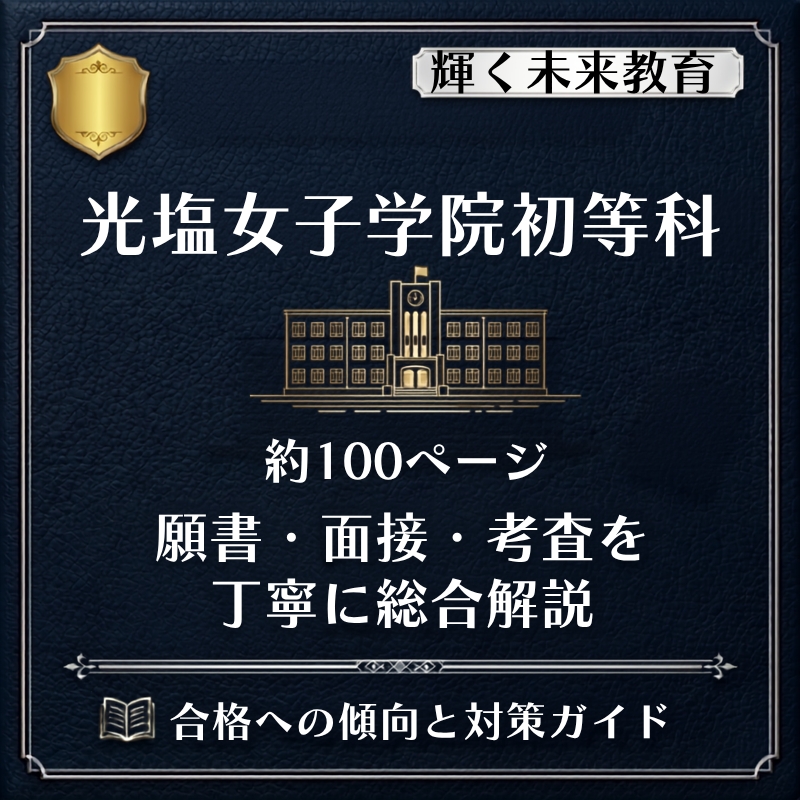 輝く未来教育
光塩女子学院初等科
約100ページ
願書・面接・考査を
丁寧に総合解説
合格への傾向と対策ガイド